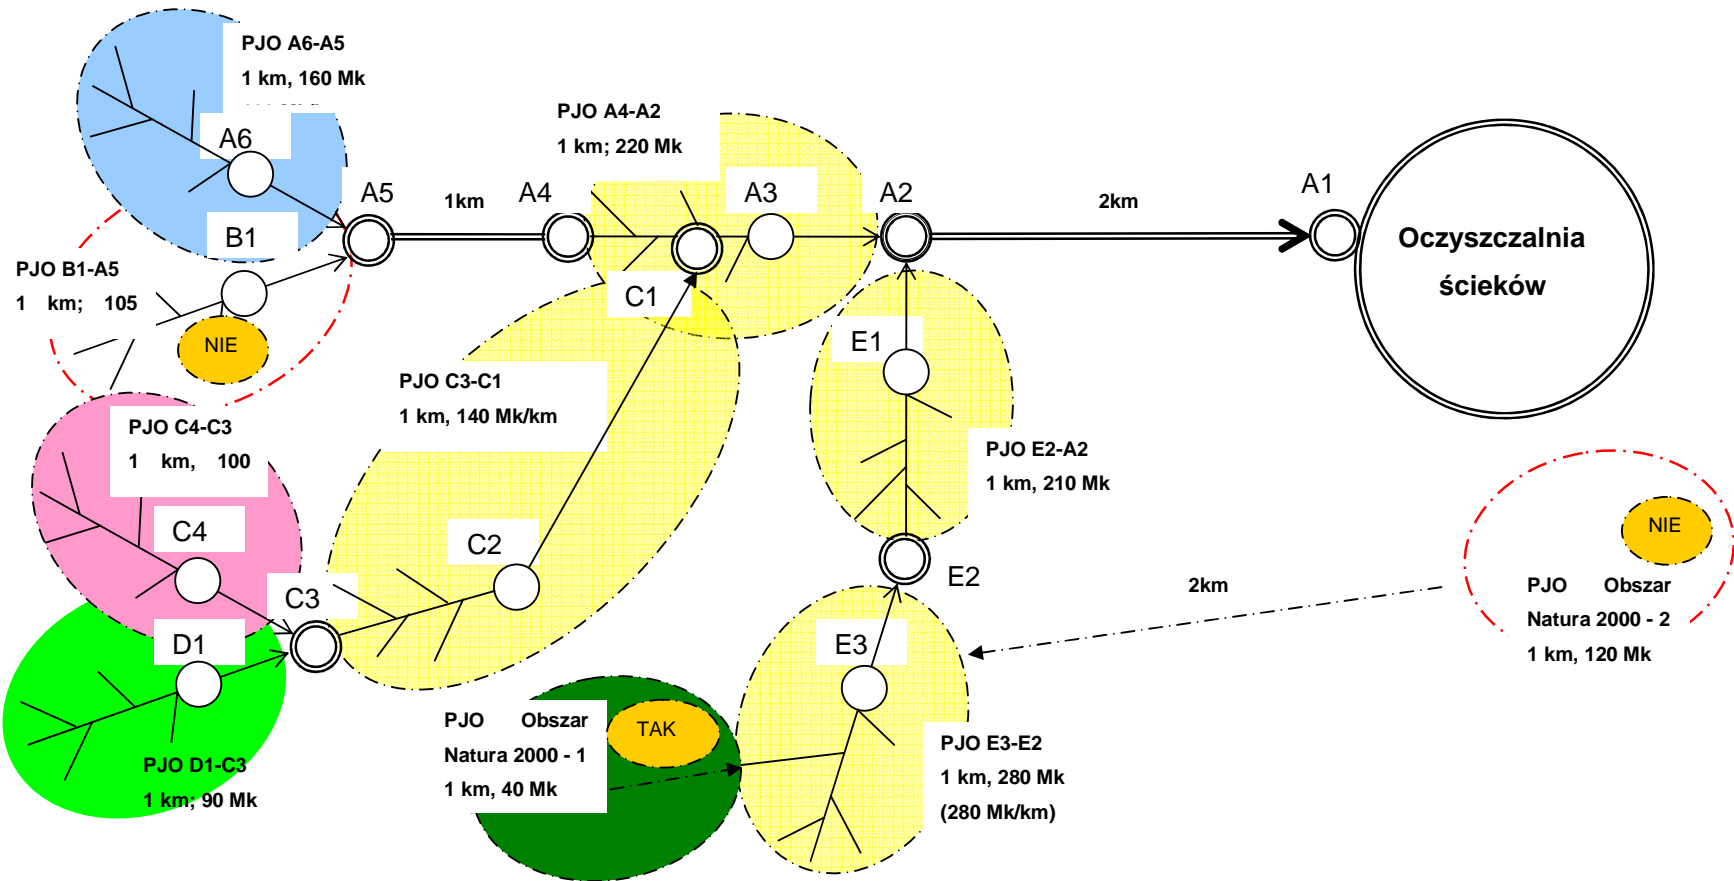 PJO A6-A5
1 km, 160 Mk
A6
PJO A4-A2
1 km; 220 Mk
A5
1km
A4
A3
A2
2km
A1
B1
PJO B1-A5
1 km; 105
NIE
C1
Oczyszczalnia
ścieków
E1
PJO C3-C1
1 km, 140 Mk/km
PJO C4-C3
1 km, 100
PJO E2-A2
1 km, 210 Mk
C4
C2
C3
E2
2km
NIE
PJO Obszar
Natura 2000 - 2
1 km, 120 Mk
D1
E3
PJO D1-C3
1 km; 90 Mk
PJO Obszar
Natura 2000 - 1
1 km, 40 Mk
TAK
PJO E3-E2
1 km, 280 Mk
(280 Mk/km)